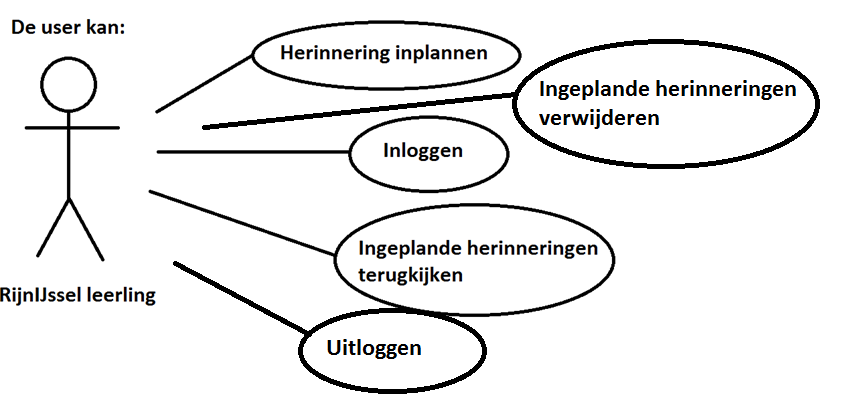 De user kan:
Herinnering inplannen
Ingeplande herinneringen
verwijderen
Inloggen
Ingeplande herinneringen
terugkijken
RijnIJssel leerling
Uitloggen